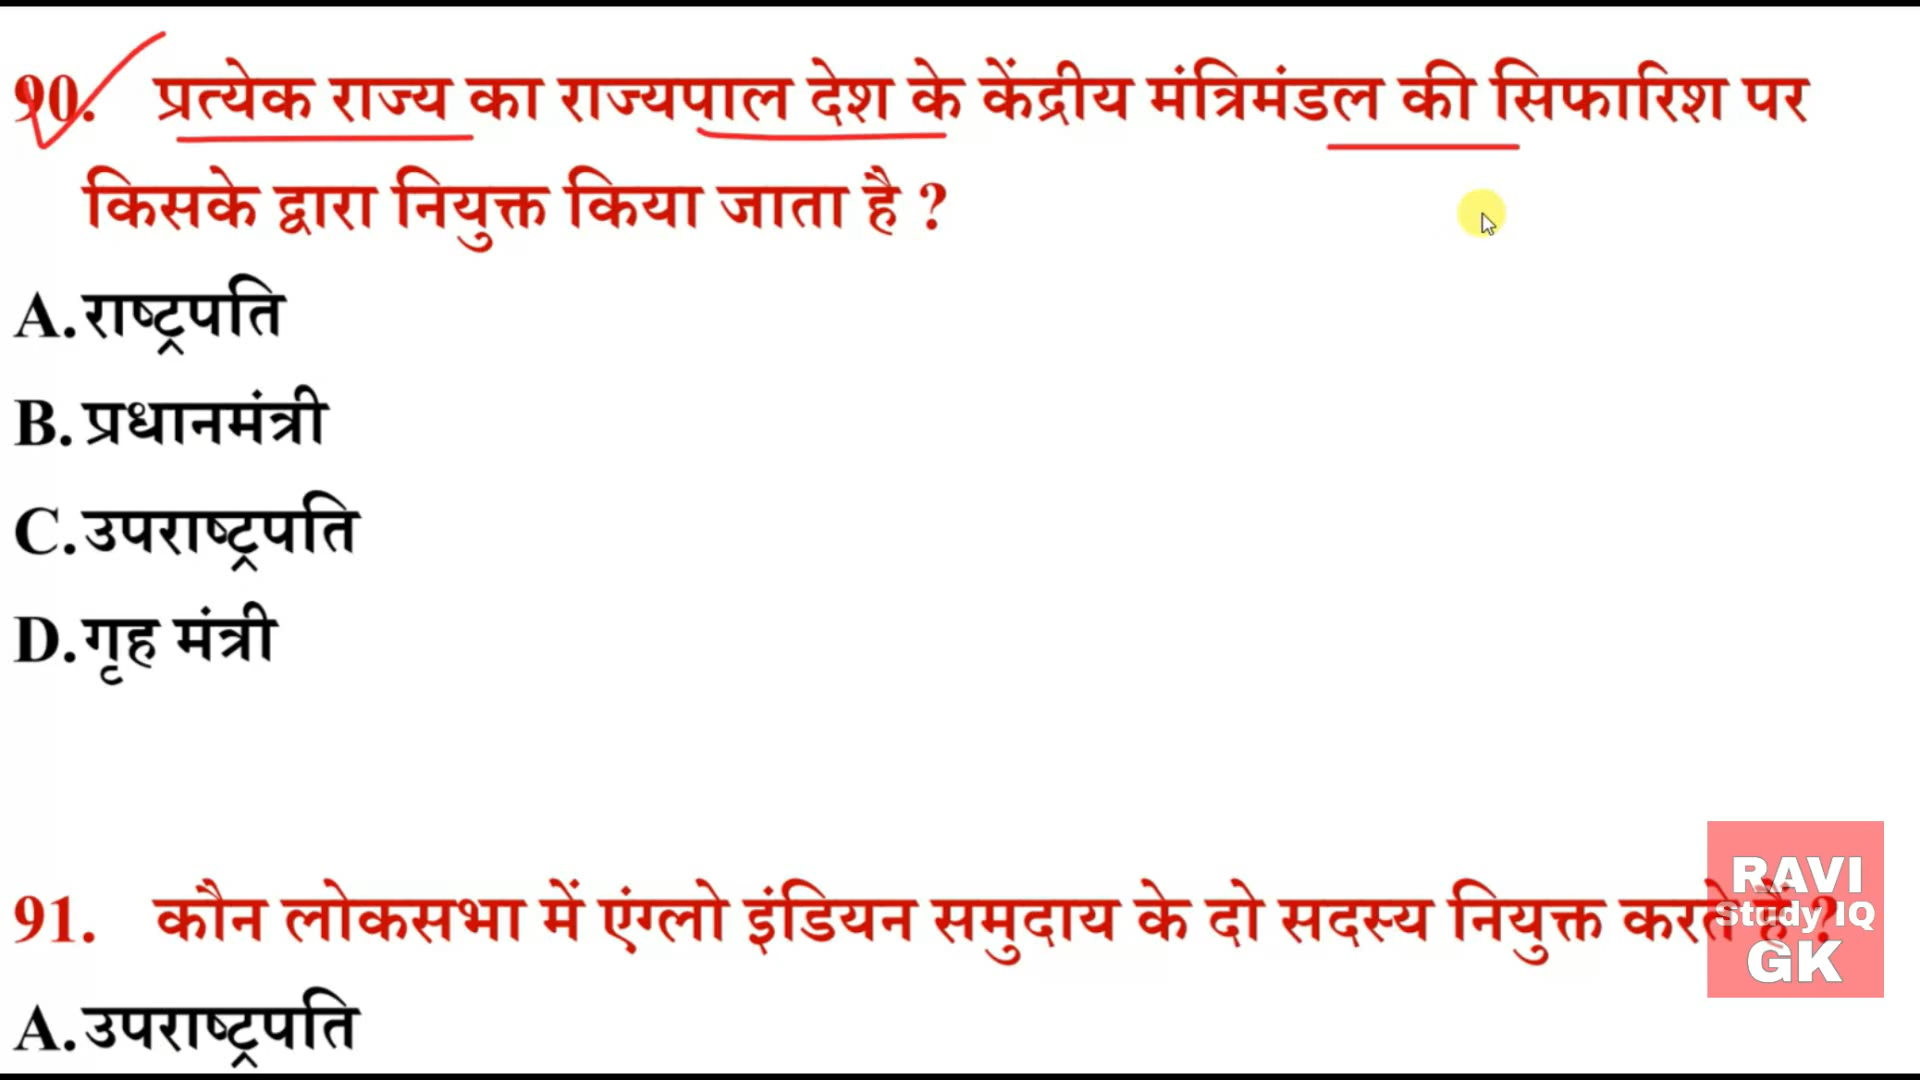 90. प्रत्येक राज्य का राज्यपाल देश के केंद्रीय मंत्रिमंडल की सिफारिश पर
किसके द्वारा नियुक्त किया जाता है ?
A. राष्ट्रपति
B. प्रधानमंत्री
C. उपराष्ट्रपति
D. गृह मंत्री
91. कौन लोकसभा में एंग्लो इंडियन समुदाय के दो सदस्य नियुक्त करते हैं ?
RAVI
Study IQ
GK
A. उपराष्ट्रपति